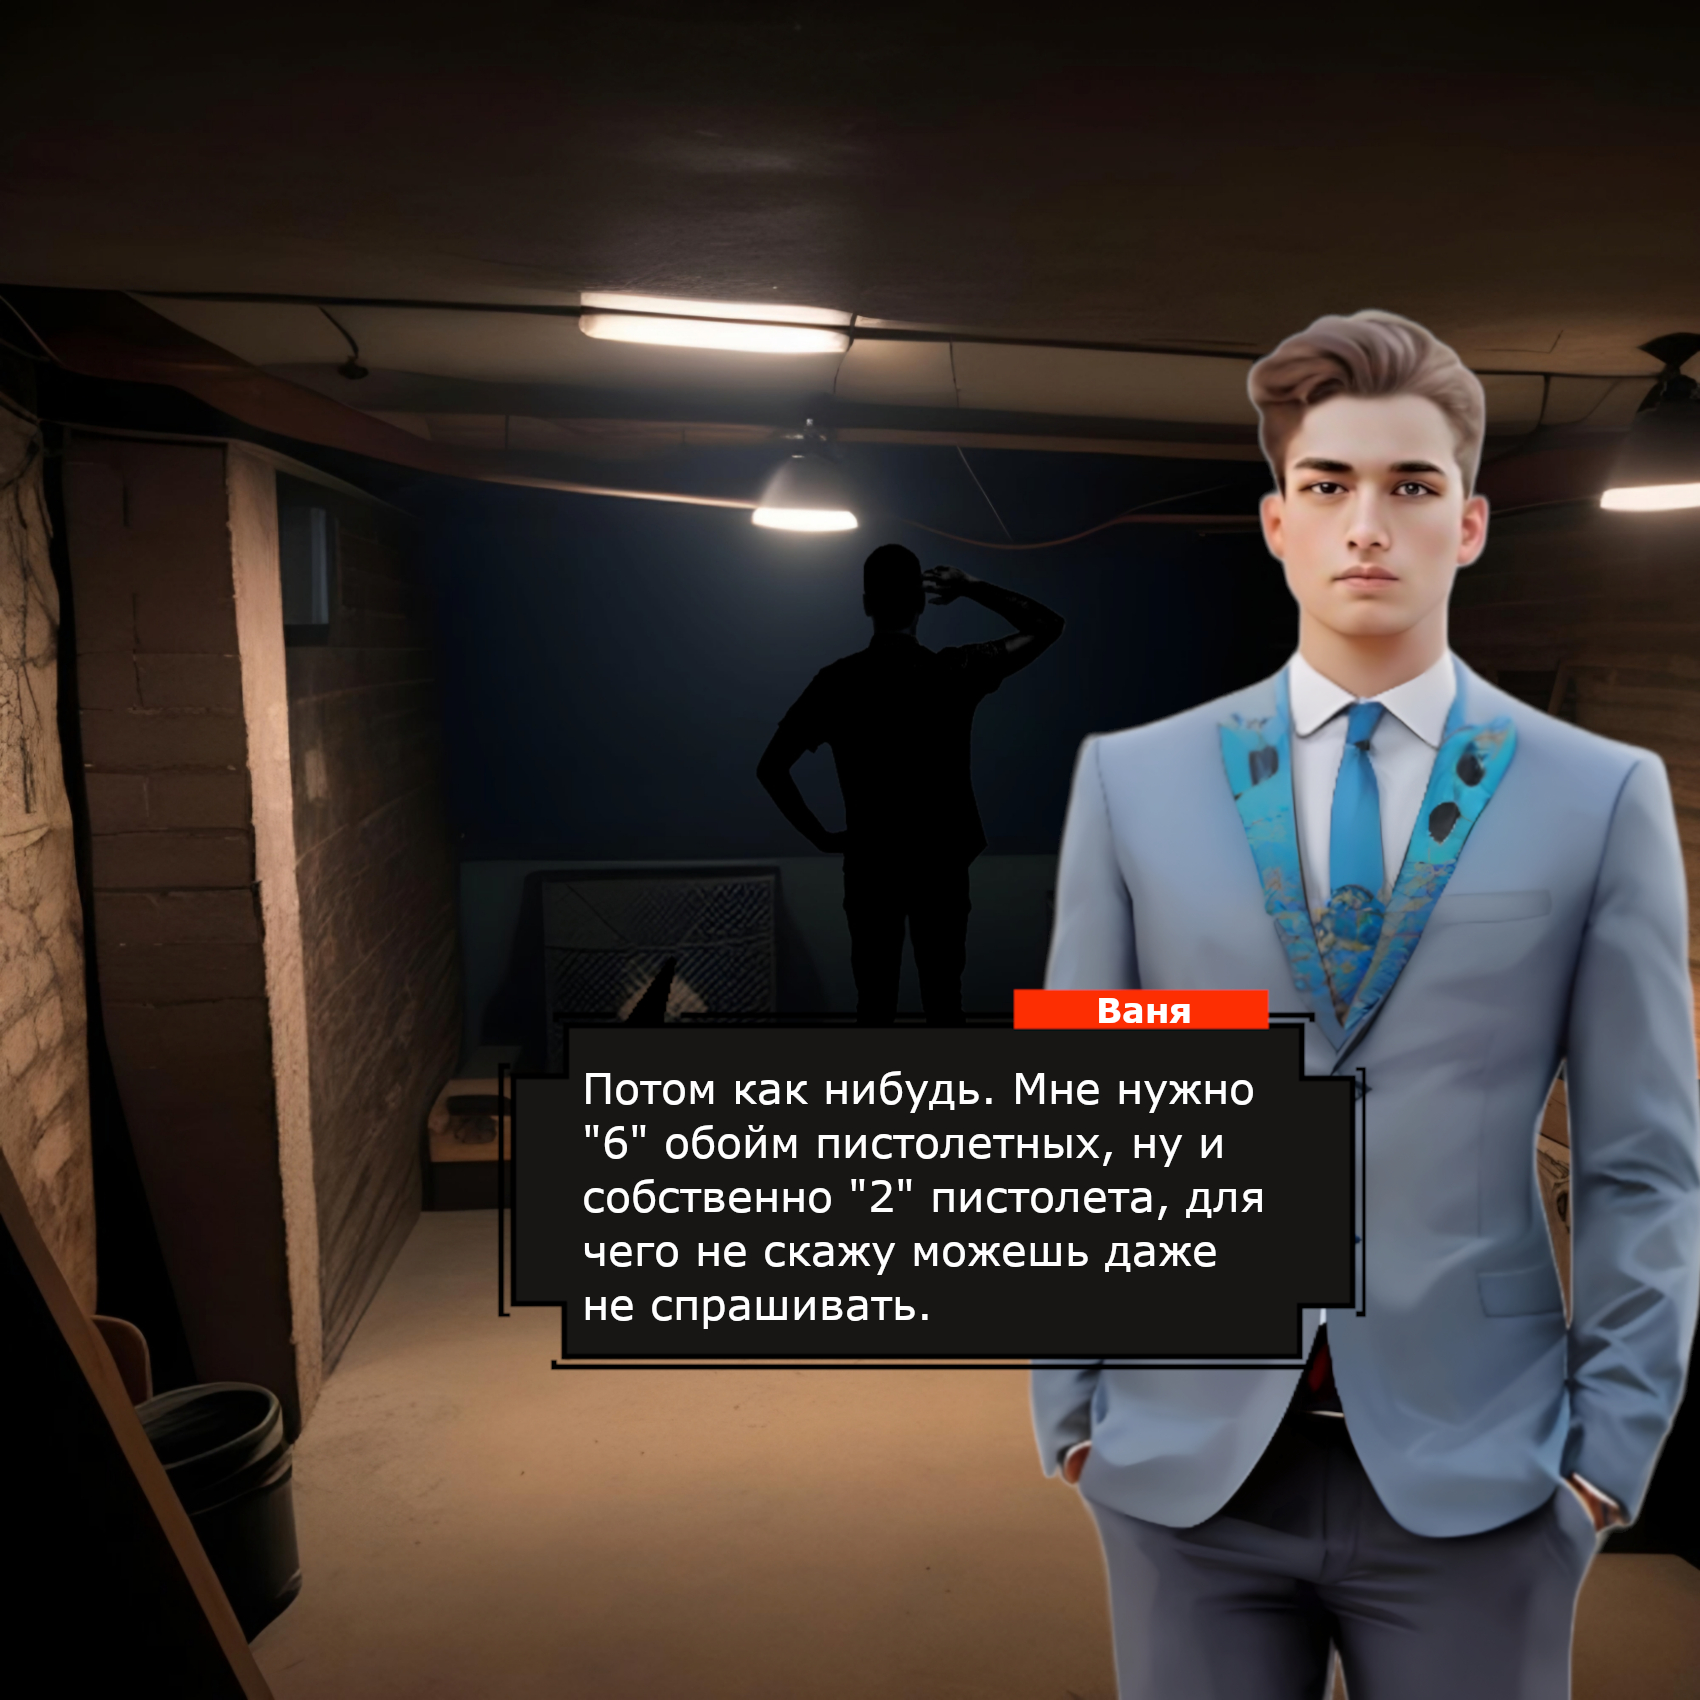 Ваня
Потом как нибудь. Мне нужно
"6" обойм пистолетных, ну и
собственно "2" пистолета, для
чего не скажу можешь даже
не спрашивать.